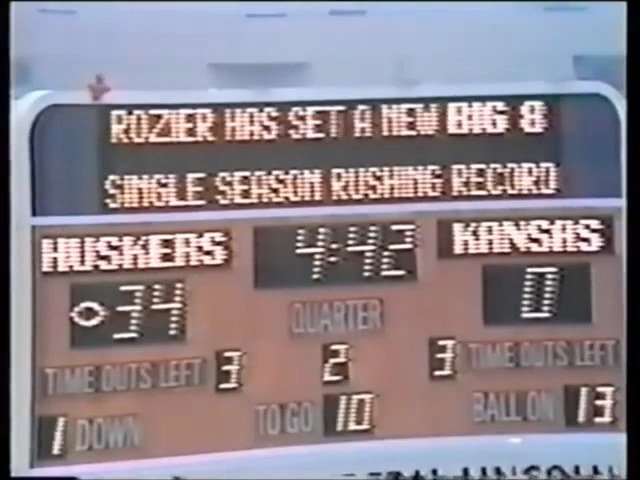 ROZIER HAS SET A NEW BIG 8
SINGLE SEASON RUSHING RECORD
HUSKERS 4:42 KANSAS
34 QUARTER 0
TIME OUTS LEFT 3 2 3 TIME OUTS LEFT
1 DOWN TO GO 10 BALL ON 13
LINCOLN